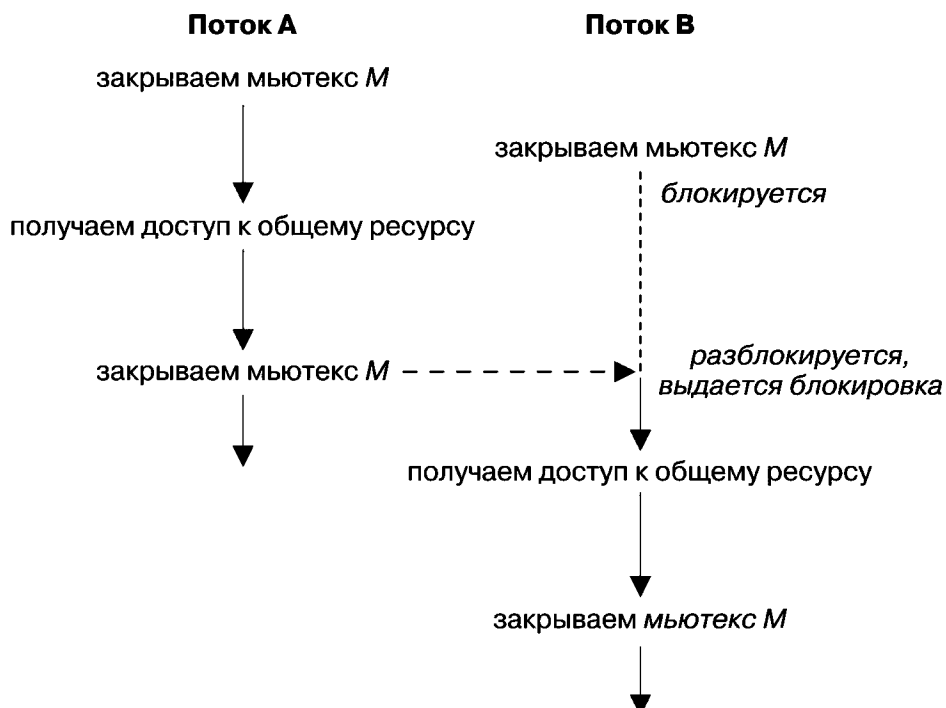 Поток А
Поток В
закрываем мьютекс М
закрываем мьютекс М
блокируется
получаем доступ к общему ресурсу
закрываем мьютекс М
разблокируется,
выдается блокировка
получаем доступ к общему ресурсу
закрываем мьютекс М